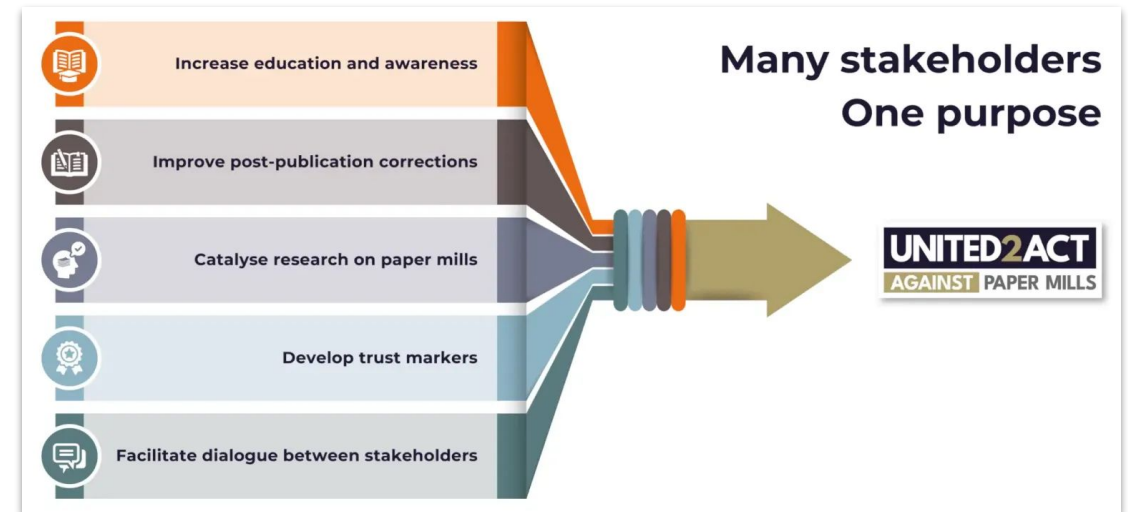 Increase education and awareness
Improve post-publication corrections
Catalyse research on paper mills
Develop trust markers
Facilitate dialogue between stakeholders
Many stakeholders
One purpose
UNITED2ACT
AGAINST PAPER MILLS